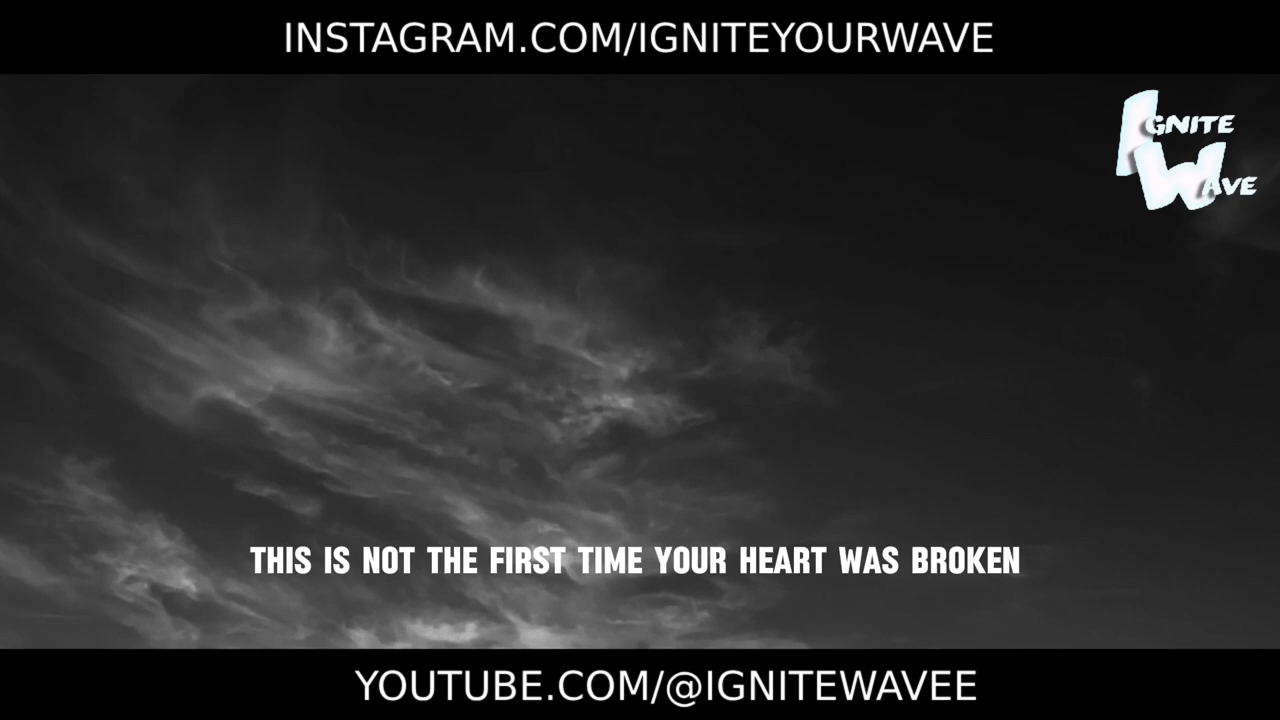 INSTAGRAM.COM/IGNITEYOURWAVE
IGNITE
WAVE
THIS IS NOT THE FIRST TIME YOUR HEART WAS BROKEN
YOUTUBE.COM/@IGNITEWAVEE